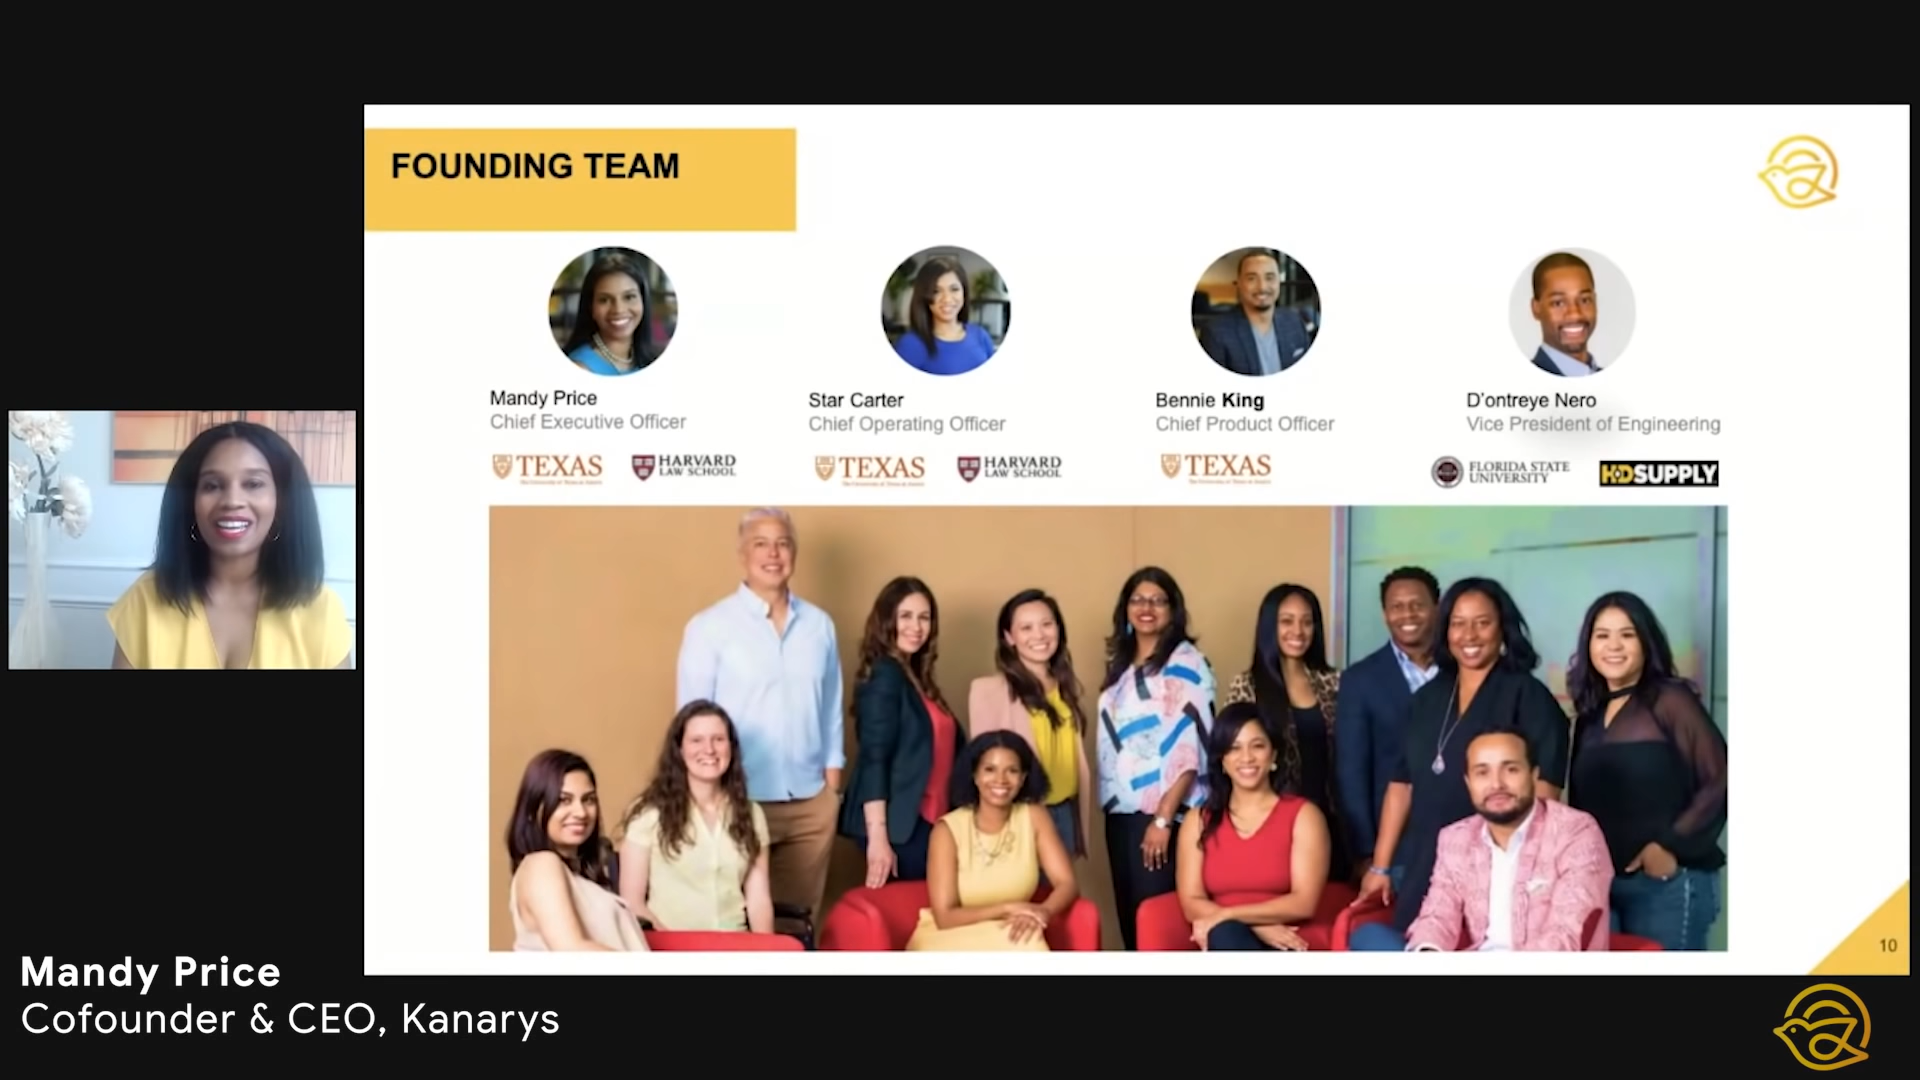 FOUNDING TEAM
Mandy Price
Chief Executive Officer
TEXAS
HARVARD
LAW SCHOOL
Star Carter
Chief Operating Officer
TEXAS
HARVARD
LAW SCHOOL
Bennie King
Chief Product Officer
TEXAS
D'ontreye Nero
Vice President of Engineering
FLORIDA STATE
UNIVERSITY
HDSUPPLY
10
Mandy Price
Cofounder & CEO, Kanarys